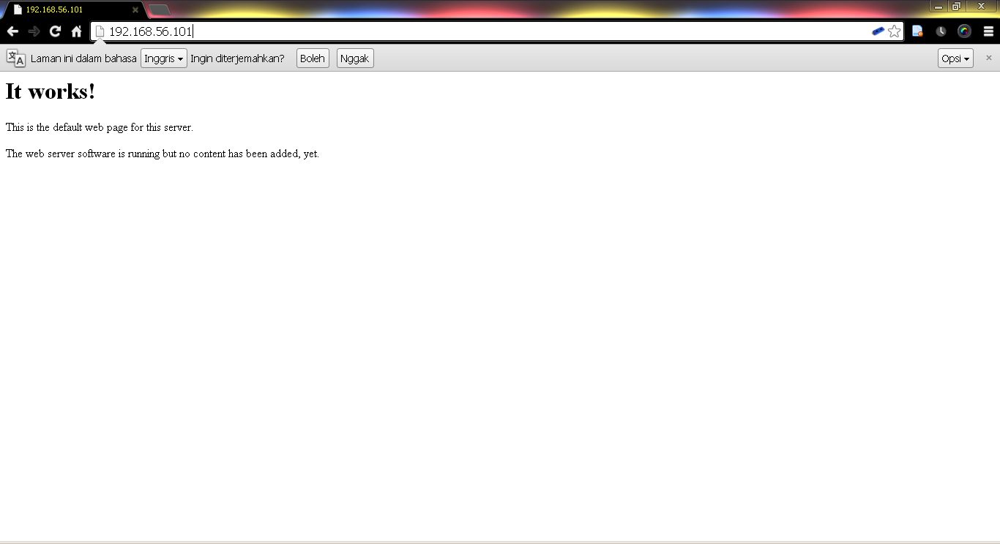 192.168.56.101
192.168.56.101
Laman ini dalam bahasa Inggris Ingin diterjemahkan? Boleh Nggak Opsi
It works!
This is the default web page for this server.
The web server software is running but no content has been added, yet.